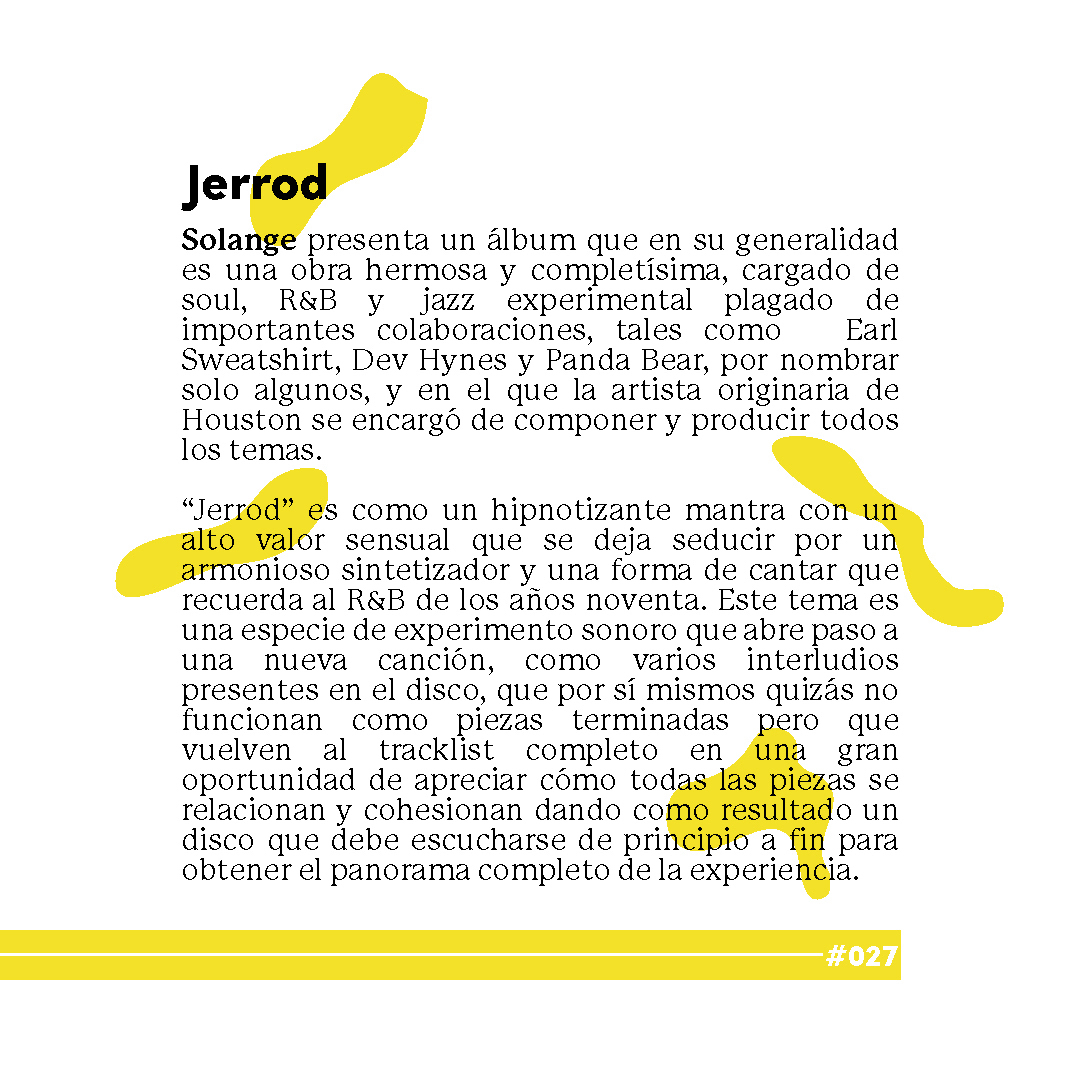 Jerrod
Solange presenta un álbum que en su generalidad
es una obra hermosa y completísima, cargado de
soul, R&B y jazz experimental plagado de
importantes colaboraciones, tales como Earl
Sweatshirt, Dev Hynes y Panda Bear, por nombrar
solo algunos, y en el que la artista originaria de
Houston se encargó de componer y producir todos
los temas.
“Jerrod” es como un hipnotizante mantra con un
alto valor sensual que se deja seducir por un
armonioso sintetizador y una forma de cantar que
recuerda al R&B de los años noventa. Este tema es
una especie de experimento sonoro que abre paso a
una nueva canción, como varios interludios
presentes en el disco, que por sí mismos quizás no
funcionan como piezas terminadas pero que
vuelven al tracklist completo en una gran
oportunidad de apreciar cómo todas las piezas se
relacionan y cohesionan dando como resultado un
disco que debe escucharse de principio a fin para
obtener el panorama completo de la experiencia.
#027